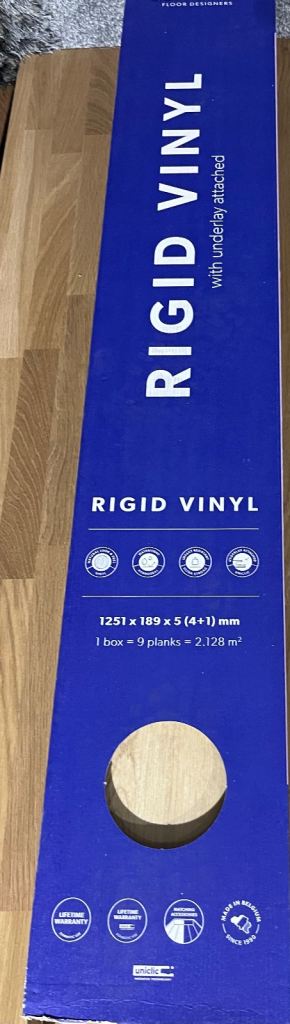 FLOOR DESIGNERS
RIGID VINYL
with underlay attached
RIGID VINYL
1251 x 189 x 5 (4+1) mm
1 box = 9 planks = 2.128 m²
LIFETIME
WARRANTY
LIFETIME
WARRANTY
MATCHING
ACCESSORIES
MADE IN BELGIUM
SINCE 1990
uniclic